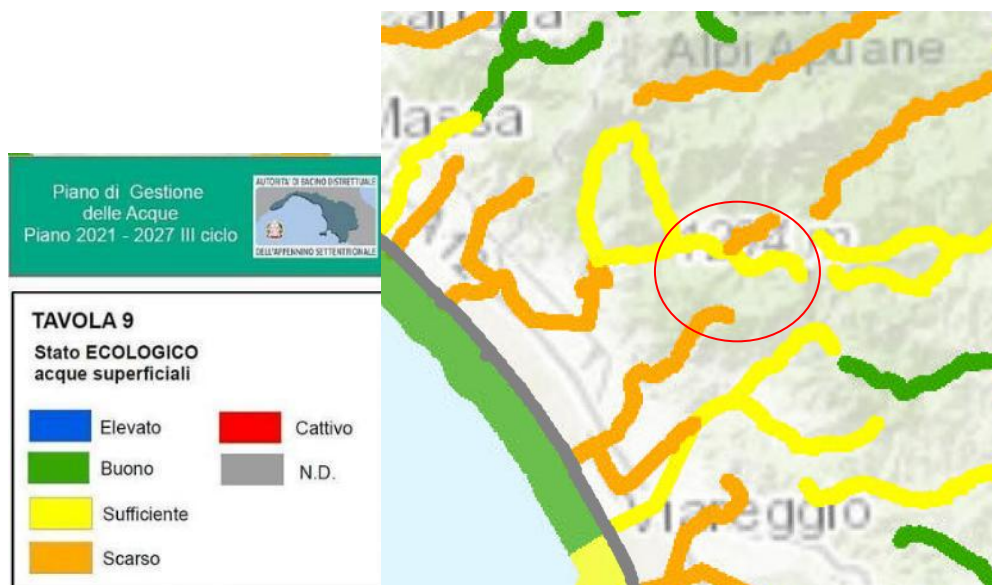 Piano di Gestione
delle Acque
Piano 2021 - 2027 III ciclo
AUTORITA' DI BACINO DISTRETTUALE
DELL'APPENNINO SETTENTRIONALE
TAVOLA 9
Stato ECOLOGICO
acque superficiali
Elevato
Buono
Sufficiente
Scarso
Cattivo
N.D.
Alpi Apuane
Massa
Viareggio